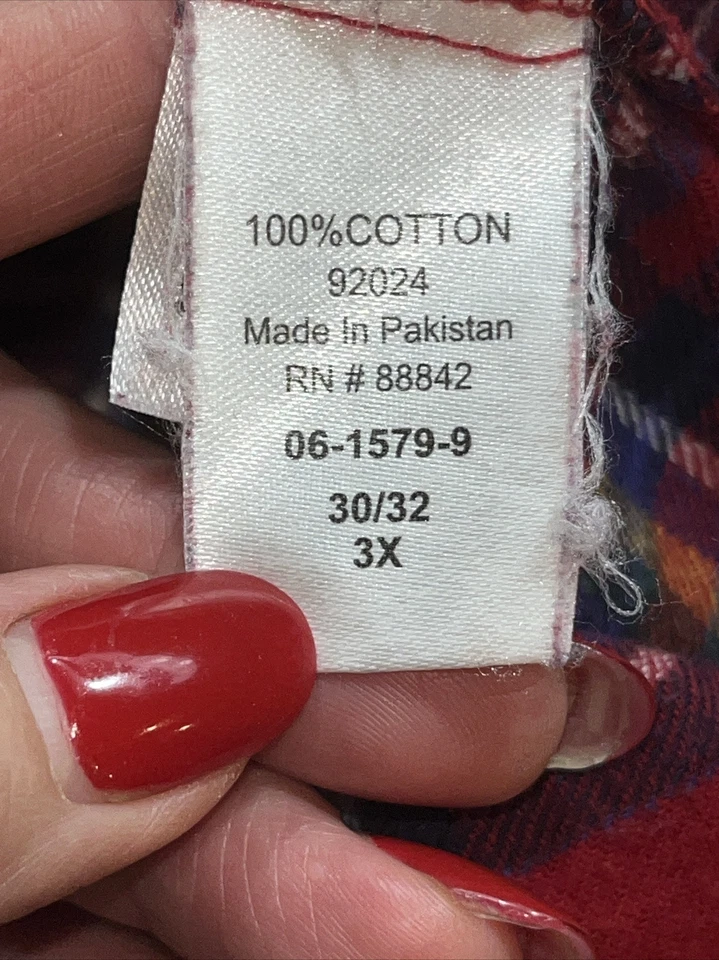 100%COTTON
92024
Made In Pakistan
RN # 88842
06-1579-9
30/32
3X